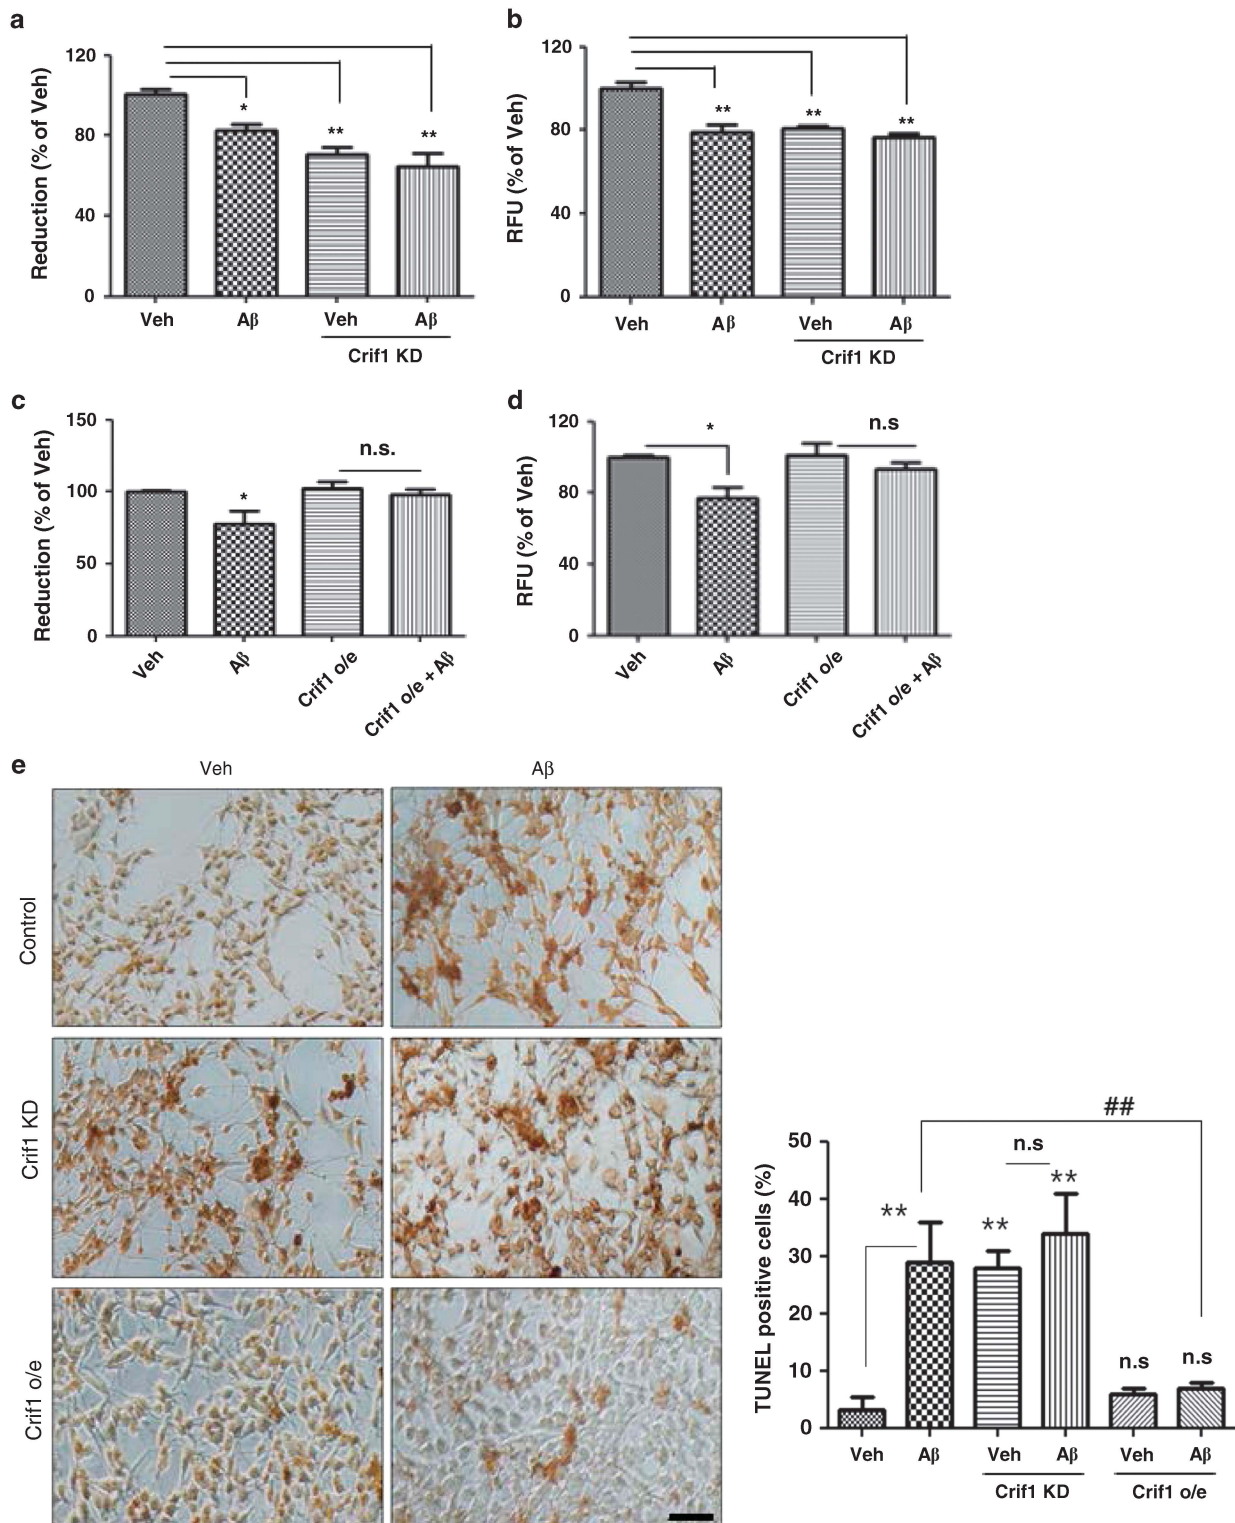 a
Reduction (% of Veh)
120
80
40
0
*
**
**
Veh
Aβ
Veh
Aβ
Crif1 KD
b
RFU (% of Veh)
120
80
40
0
**
**
**
Veh
Aβ
Veh
Aβ
Crif1 KD
c
Reduction (% of Veh)
150
100
50
0
*
n.s.
Veh
Aβ
Crif1 o/e
Crif1 o/e + Aβ
d
RFU (% of Veh)
120
80
40
0
*
n.s
Veh
Aβ
Crif1 o/e
Crif1 o/e + Aβ
e
Veh
Aβ
Control
Crif1 KD
Crif1 o/e
TUNEL positive cells (%)
50
40
30
20
10
0
##
n.s
**
**
**
n.s
n.s
Veh
Aβ
Veh
Aβ
Veh
Aβ
Crif1 KD
Crif1 o/e